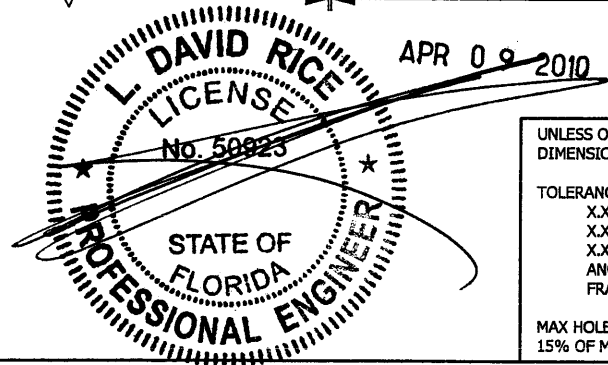 L. DAVID RICE
LICENSE
No. 50923
STATE OF
FLORIDA
PROFESSIONAL ENGINEER
APR 09 2010
UNLESS O
DIMENSIO
TOLERANC
X.X
X.X
X.X
AN
FRA
MAX HOLE
15% OF M